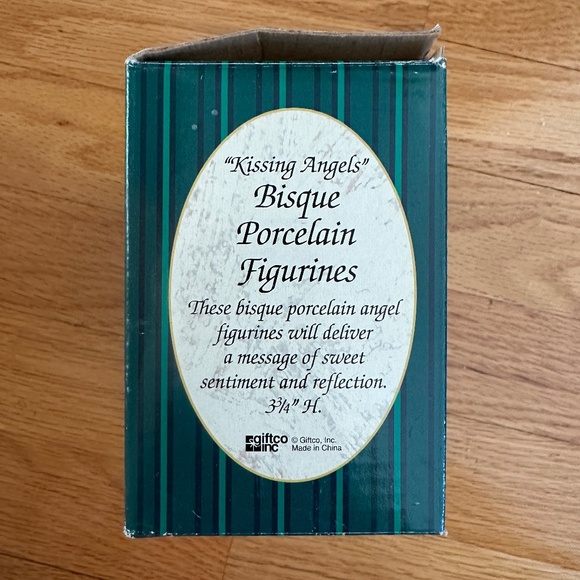 “Kissing Angels”
Bisque
Porcelain
Figurines
These bisque porcelain angel
figurines will deliver
a message of sweet
sentiment and reflection.
3¾” H.
giftco
inc
© Giftco, Inc.
Made in China